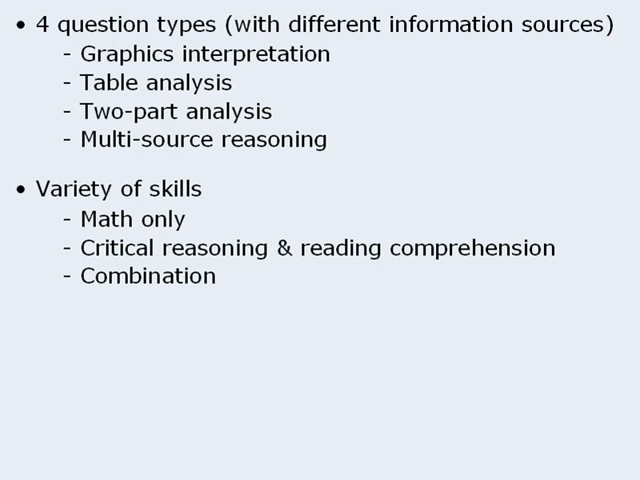 • 4 question types (with different information sources)
- Graphics interpretation
- Table analysis
- Two-part analysis
- Multi-source reasoning
• Variety of skills
- Math only
- Critical reasoning & reading comprehension
- Combination